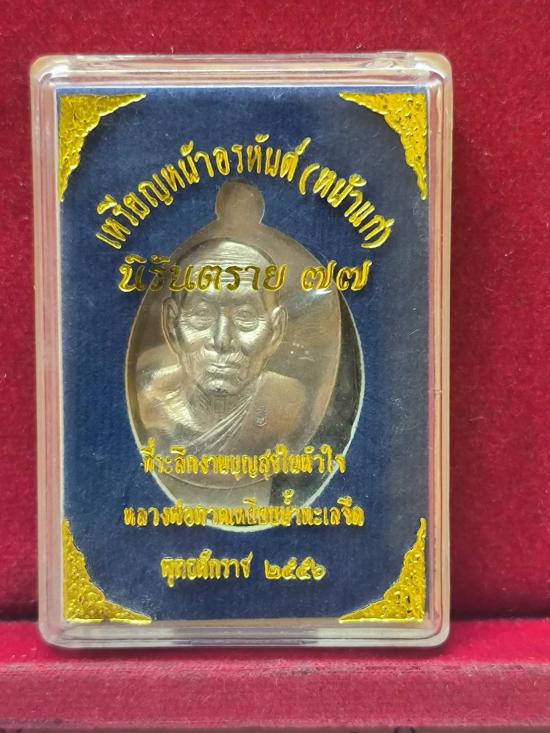 เหรียญหน้าอรหันต์ (หน้าแก่)
นิรันตราย ๗๗
ที่ระลึกงานบุญสุขในหัวใจ
หลวงพ่อทวดเหยียบน้ำทะเลจืด
พุทธศักราช ๒๕๕๖